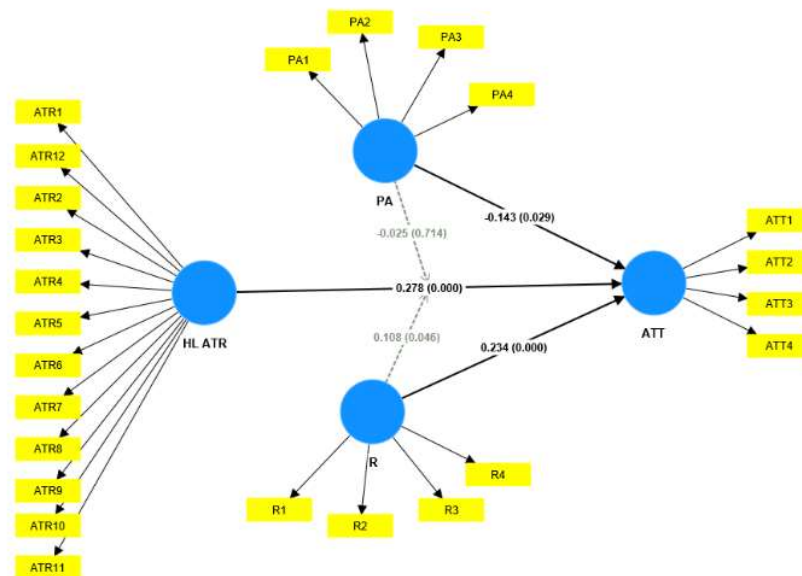 PA2
PA3
PA1
PA4
ATR1
ATR12
ATR2
ATR3
ATR4
ATR5
ATR6
ATR7
ATR8
ATR9
ATR10
ATR11
HL ATR
PA
-0.025 (0.714)
-0.143 (0.029)
0.278 (0.000)
0.108 (0.046)
0.234 (0.000)
ATT
ATT1
ATT2
ATT3
ATT4
R
R1
R2
R3
R4